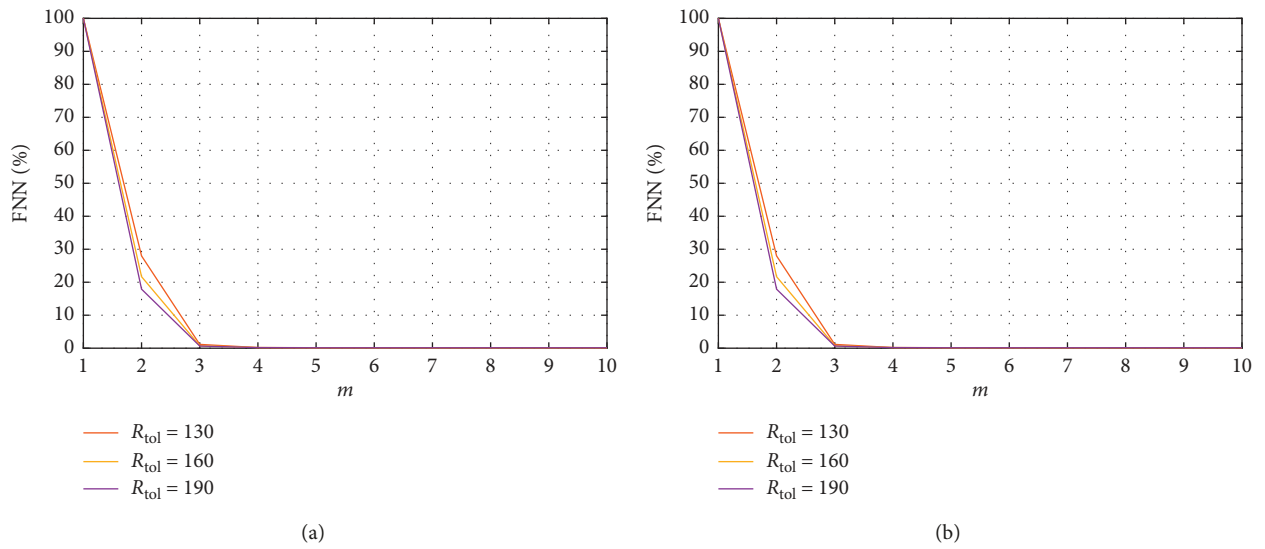 100
90
80
70
60
50
40
30
20
10
0
FNN (%)
1 2 3 4 5 6 7 8 9 10
m
R_tol = 130
R_tol = 160
R_tol = 190
(a)
100
90
80
70
60
50
40
30
20
10
0
FNN (%)
1 2 3 4 5 6 7 8 9 10
m
R_tol = 130
R_tol = 160
R_tol = 190
(b)